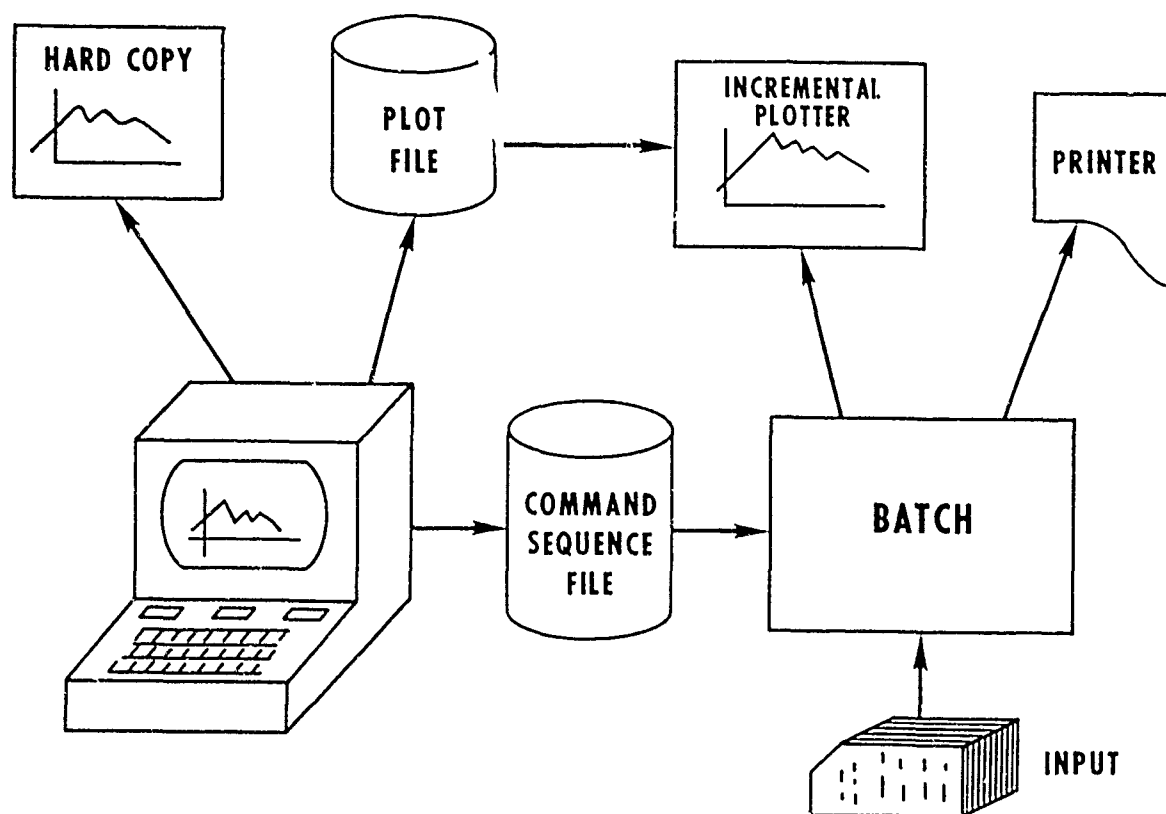 HARD COPY
PLOT
FILE
INCREMENTAL
PLOTTER
PRINTER
COMMAND
SEQUENCE
FILE
BATCH
INPUT